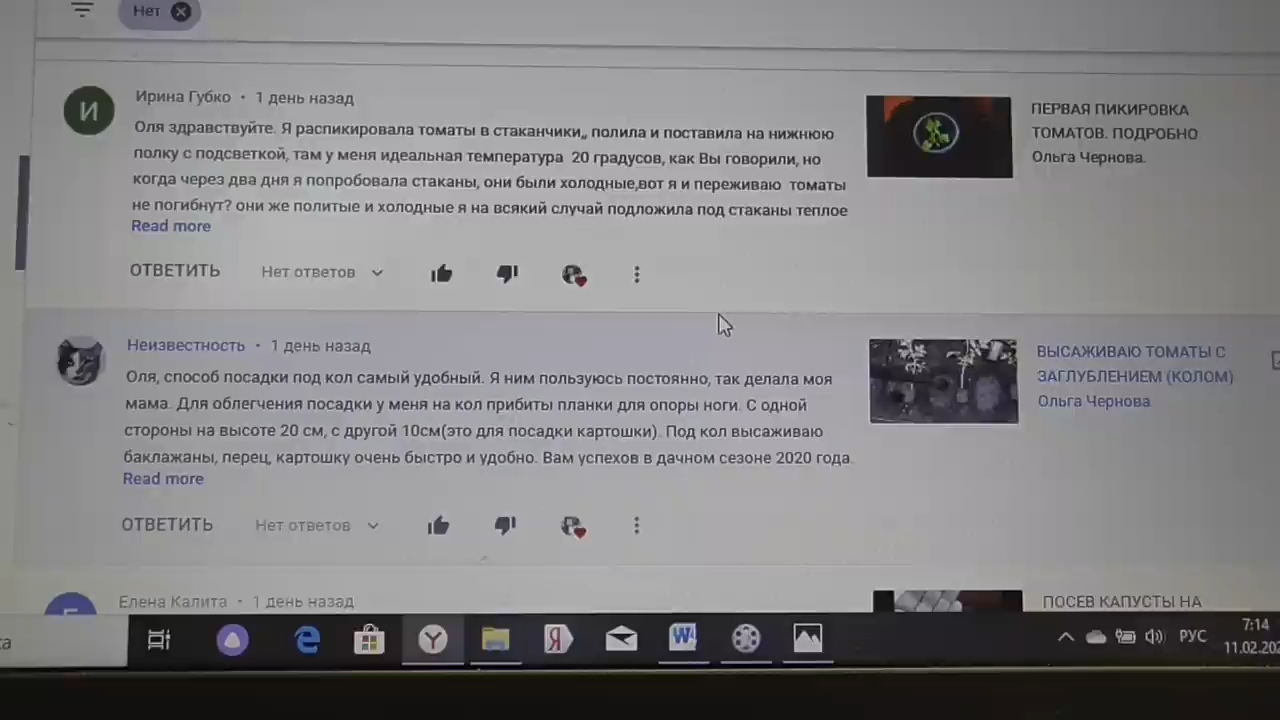 Нет
И
Ирина Губко • 1 день назад
Оля здравствуйте. Я распикировала томаты в стаканчики,, полила и поставила на нижнюю
полку с подсветкой, там у меня идеальная температура 20 градусов, как Вы говорили, но
когда через два дня я попробовала стаканы, они были холодные,вот я и переживаю томаты
не погибнут? они же политые и холодные я на всякий случай подложила под стаканы теплое
Read more
ОТВЕТИТЬ Нет ответов
ПЕРВАЯ ПИКИРОВКА
ТОМАТОВ. ПОДРОБНО
Ольга Чернова.
Неизвестность • 1 день назад
Оля, способ посадки под кол самый удобный. Я ним пользуюсь постоянно, так делала моя
мама. Для облегчения посадки у меня на кол прибиты планки для опоры ноги. С одной
стороны на высоте 20 см, с другой 10см(это для посадки картошки). Под кол высаживаю
баклажаны, перец, картошку очень быстро и удобно. Вам успехов в дачном сезоне 2020 года.
Read more
ОТВЕТИТЬ Нет ответов
ВЫСАЖИВАЮ ТОМАТЫ С
ЗАГЛУБЛЕНИЕМ (КОЛОМ)
Ольга Чернова
Елена Калита • 1 день назад
ПОСЕВ КАПУСТЫ НА
РУС
7:14
11.02.202